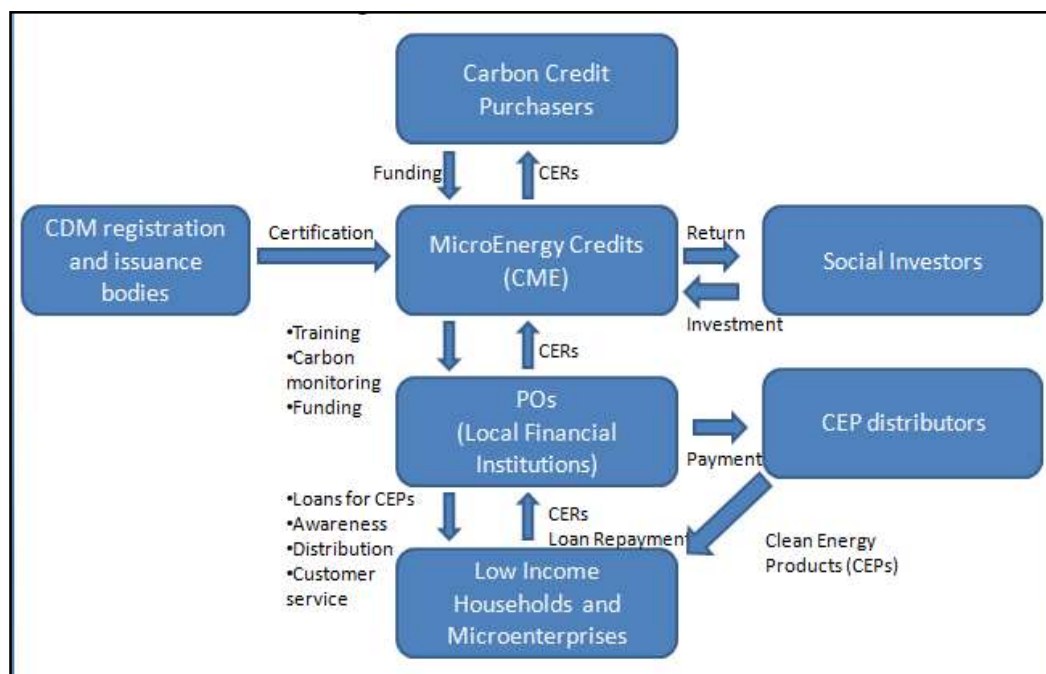 Carbon Credit
Purchasers
Funding
CERs
CDM registration
and issuance
bodies
Certification
MicroEnergy Credits
(CME)
Return
Social Investors
Investment
•Training
•Carbon
monitoring
•Funding
CERs
POs
(Local Financial
Institutions)
CEP distributors
Payment
•Loans for CEPs
•Awareness
•Distribution
•Customer
service
CERs
Loan Repayment
Clean Energy
Products (CEPs)
Low Income
Households and
Microenterprises